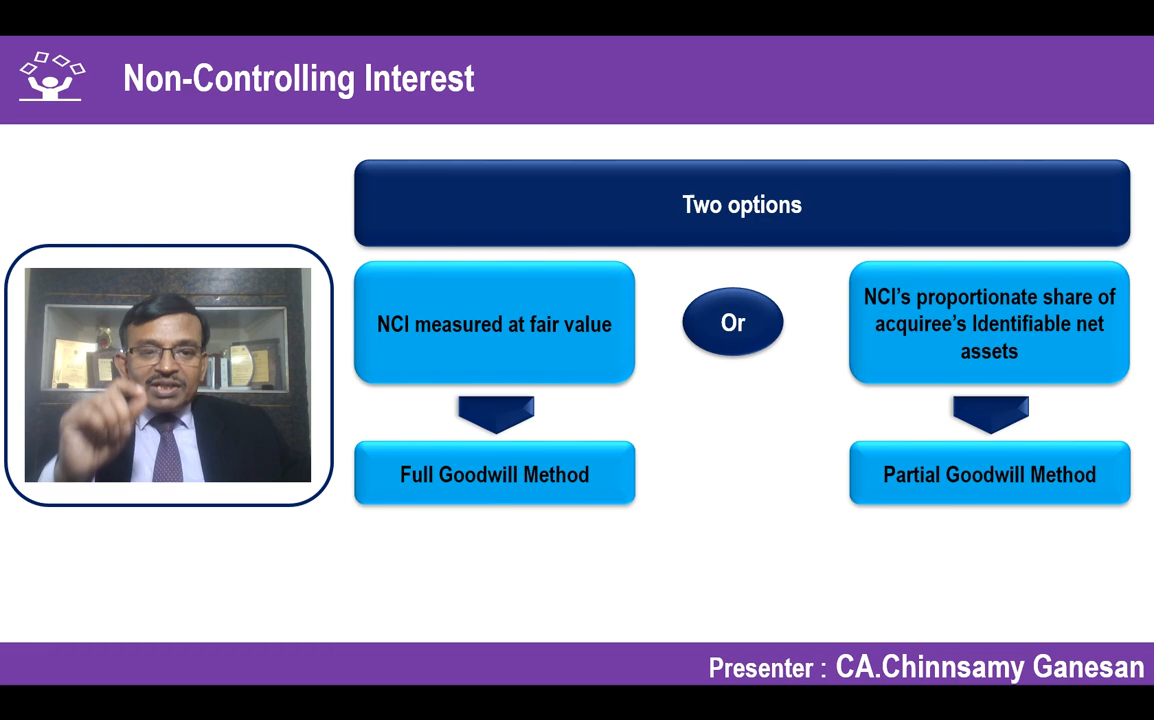 Non-Controlling Interest
Two options
NCI measured at fair value
Or
NCI’s proportionate share of
acquiree’s Identifiable net
assets
Full Goodwill Method
Partial Goodwill Method
Presenter : CA.Chinnsamy Ganesan